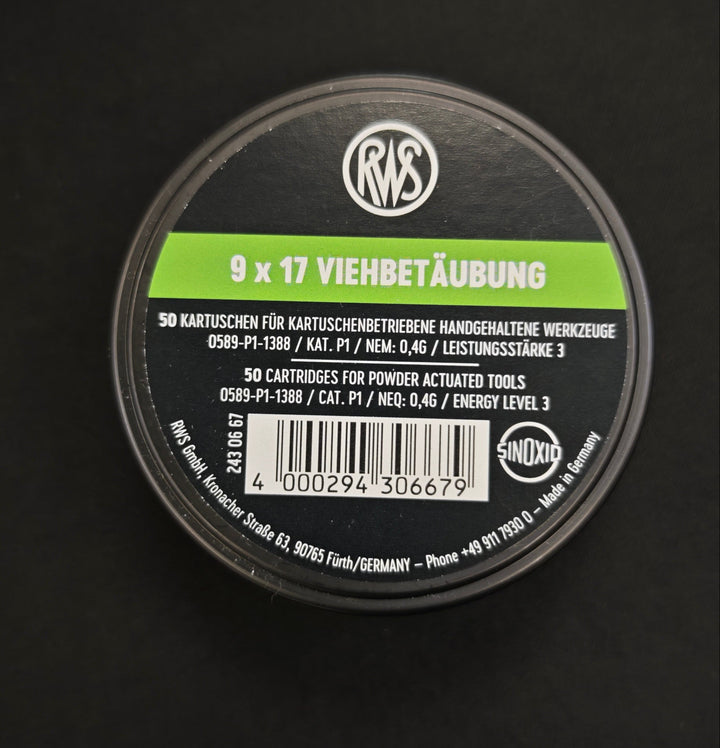 RWS
9 x 17 VIEHBETÄUBUNG
50 KARTUSCHEN FÜR KARTUSCHENBETRIEBENE HANDGEHALTENE WERKZEUGE
0589-P1-1388 / KAT. P1 / NEM: 0,4G / LEISTUNGSSTÄRKE 3
50 CARTRIDGES FOR POWDER ACTUATED TOOLS
0589-P1-1388 / CAT. P1 / NEQ: 0,4G / ENERGY LEVEL 3
243 06 67
4 000294 306679
SINOXID
RWS GmbH, Kronacher Straße 63, 90765 Fürth/GERMANY – Phone +49 911 7930 0 – Made in Germany